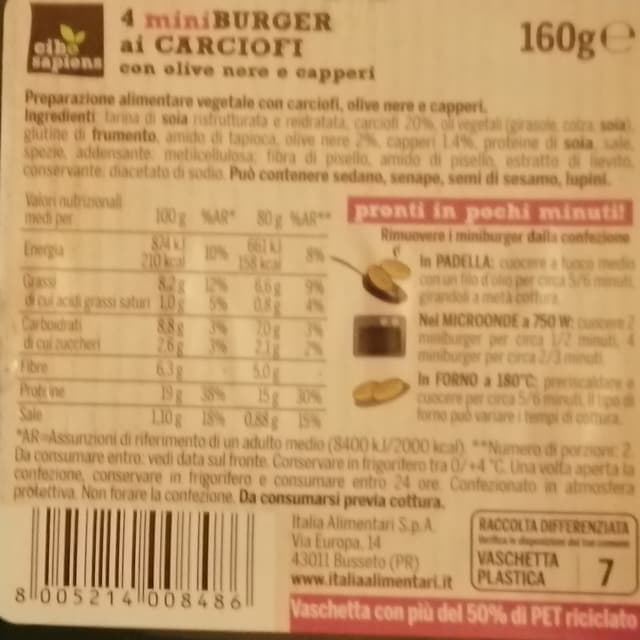 cibo sapiens
4 miniBURGER
ai CARCIOFI
con olive nere e capperi
160g e
Preparazione alimentare vegetale con carciofi, olive nere e capperi.
Ingredienti: farina di soia ristrutturata e reidratata, carciofi 20%, oli vegetali (girasole, colza, soia),
glutine di frumento, amido di tapioca, olive nere 2%, capperi 1.4%, proteine di soia, sale,
spezie, addensante: metilcellulosa; fibra di pisello, amido di pisello, estratto di lievito,
conservante: diacetato di sodio. Può contenere sedano, senape, semi di sesamo, lupini.
Valori nutrizionali
medi per 100 g %AR* 80 g %AR**
Energia 874 kJ 210 kcal 10% 661 kJ 158 kcal 8%
Grassi 8.2 g 12% 6.6 g 9%
di cui acidi grassi saturi 1.0 g 5% 0.8 g 4%
Carboidrati 8.8 g 3% 7.0 g 3%
di cui zuccheri 2.6 g 3% 2.1 g 2%
Fibre 6.3 g 5.0 g
Proteine 19 g 38% 15 g 30%
Sale 1.10 g 18% 0.88 g 15%
pronti in pochi minuti!
Rimuovere i miniburger dalla confezione
In PADELLA: cuocere a fuoco medio
con un filo d'olio per circa 5/6 minuti,
girandoli a metà cottura.
Nel MICROONDE a 750 W: cuocere 2
miniburger per circa 1/2 minuti, 4
miniburger per circa 2/3 minuti.
In FORNO a 180°C: preriscaldare e
cuocere per circa 5/6 minuti. Il tipo di
forno può variare i tempi di cottura.
*AR=Assunzioni di riferimento di un adulto medio (8400 kJ/2000 kcal). **Numero di porzioni: 2.
Da consumare entro: vedi data sul fronte. Conservare in frigorifero tra 0/+4 °C. Una volta aperta la
confezione, conservare in frigorifero e consumare entro 24 ore. Confezionato in atmosfera
protettiva. Non forare la confezione. Da consumarsi previa cottura.
8 005214 008486
Italia Alimentari S.p.A.
Via Europa, 14
43011 Busseto (PR)
www.italiaalimentari.it
RACCOLTA DIFFERENZIATA
Verifica le disposizioni del tuo comune
VASCHETTA
PLASTICA 7
Vaschetta con più del 50% di PET riciclato